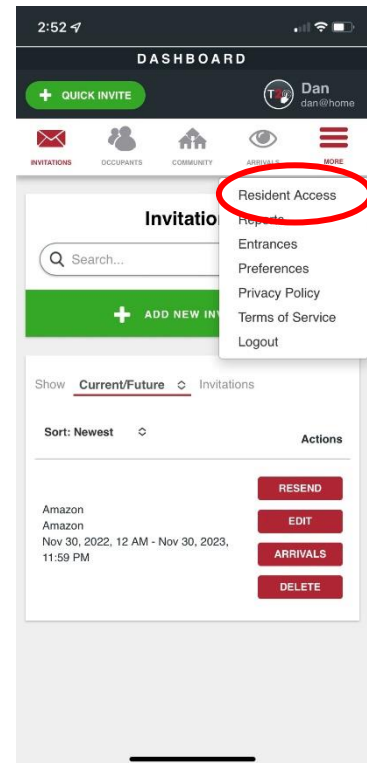 2:52
DASHBOARD
+ QUICK INVITE
Dan
dan@home
INVITATIONS OCCUPANTS COMMUNITY ARRIVALS MORE
Resident Access
Reports
Entrances
Preferences
Privacy Policy
Terms of Service
Logout
Invitatio
Search...
+ ADD NEW INV
Show Current/Future Invitations
Sort: Newest
Actions
Amazon
Amazon
Nov 30, 2022, 12 AM - Nov 30, 2023,
11:59 PM
RESEND
EDIT
ARRIVALS
DELETE